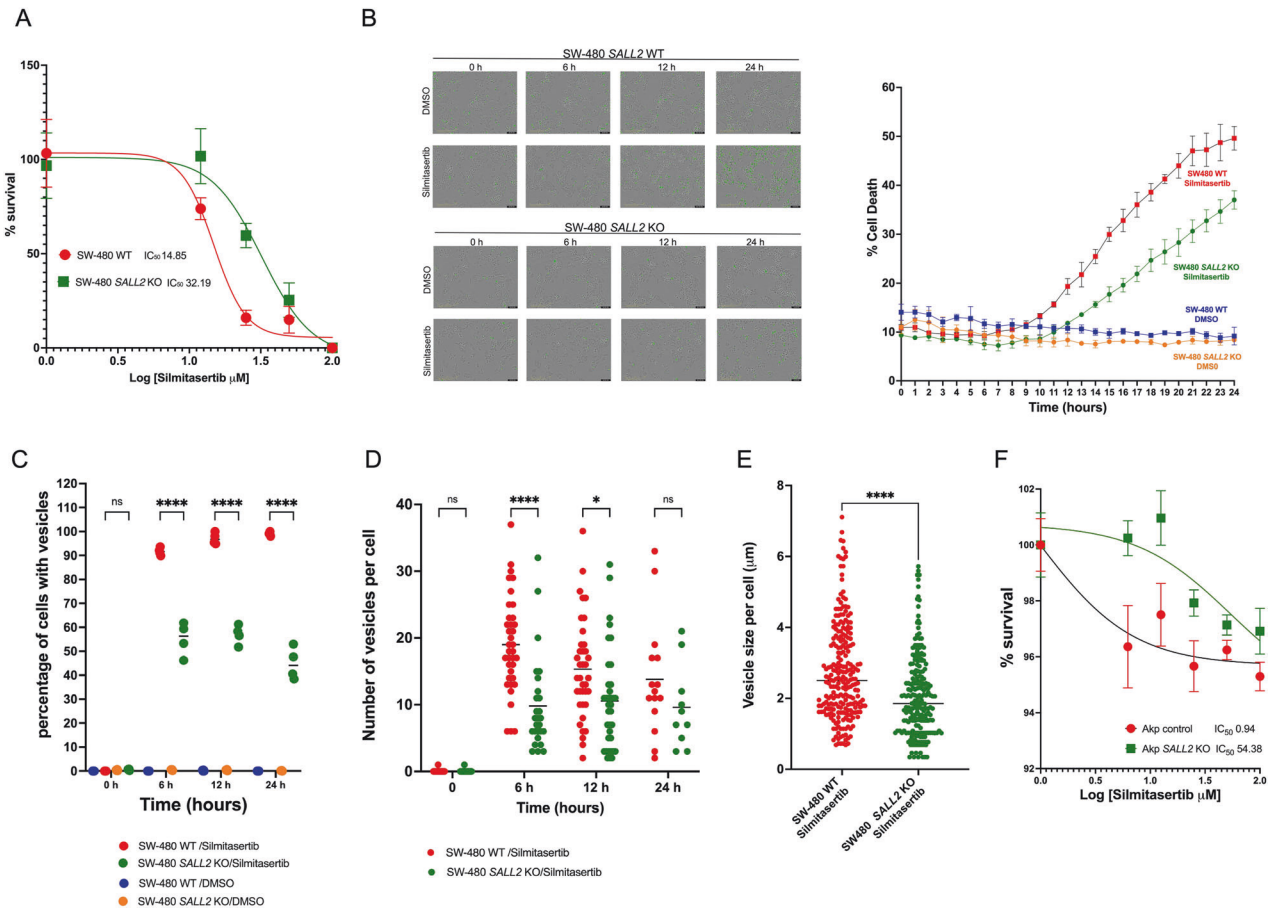 A
% survival
150
100
50
0
0.0
0.5
1.0
1.5
2.0
SW-480 WT IC₅₀ 14.85
SW-480 SALL2 KO IC₅₀ 32.19
Log [Silmitasertib μM]
B
SW-480 SALL2 WT
0 h
6 h
12 h
24 h
DMSO
Silmitasertib
SW-480 SALL2 KO
0 h
6 h
12 h
24 h
DMSO
Silmitasertib
% Cell Death
60
50
40
30
20
10
0
SW480 WT
Silmitasertib
SW480 SALL2 KO
Silmitasertib
SW-480 WT
DMSO
SW-480 SALL2 KO
DMS0
0 1 2 3 4 5 6 7 8 9 10 11 12 13 14 15 16 17 18 19 20 21 22 23 24
Time (hours)
C
percentage of cells with vesicles
120
110
100
90
80
70
60
50
40
30
20
10
0
ns
****
****
****
0 h
6 h
12 h
24 h
Time (hours)
SW-480 WT /Silmitasertib
SW-480 SALL2 KO/Silmitasertib
SW-480 WT /DMSO
SW-480 SALL2 KO/DMSO
D
Number of vesicles per cell
40
30
20
10
0
ns
****
*
ns
0
6 h
12 h
24 h
Time (hours)
SW-480 WT /Silmitasertib
SW-480 SALL2 KO/Silmitasertib
E
Vesicle size per cell (μm)
8
6
4
2
0
****
SW-480 WT
Silmitasertib
SW480 SALL2 KO
Silmitasertib
F
% survival
102
100
98
96
94
92
Akp control IC₅₀ 0.94
Akp SALL2 KO IC₅₀ 54.38
0.0
0.5
1.0
1.5
2.0
Log [Silmitasertib μM]